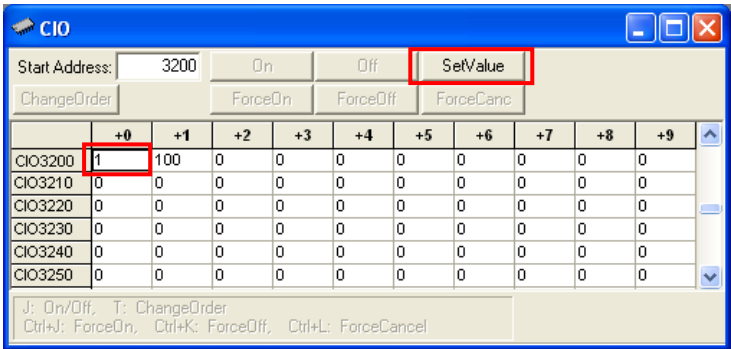 CIO
Start Address: 3200 On Off SetValue
ChangeOrder ForceOn ForceOff ForceCanc
+0 +1 +2 +3 +4 +5 +6 +7 +8 +9
CIO3200 1 100 0 0 0 0 0 0 0 0
CIO3210 0 0 0 0 0 0 0 0 0 0
CIO3220 0 0 0 0 0 0 0 0 0 0
CIO3230 0 0 0 0 0 0 0 0 0 0
CIO3240 0 0 0 0 0 0 0 0 0 0
CIO3250 0 0 0 0 0 0 0 0 0 0
J: On/Off, T: ChangeOrder
Ctrl+J: ForceOn, Ctrl+K: ForceOff, Ctrl+L: ForceCancel